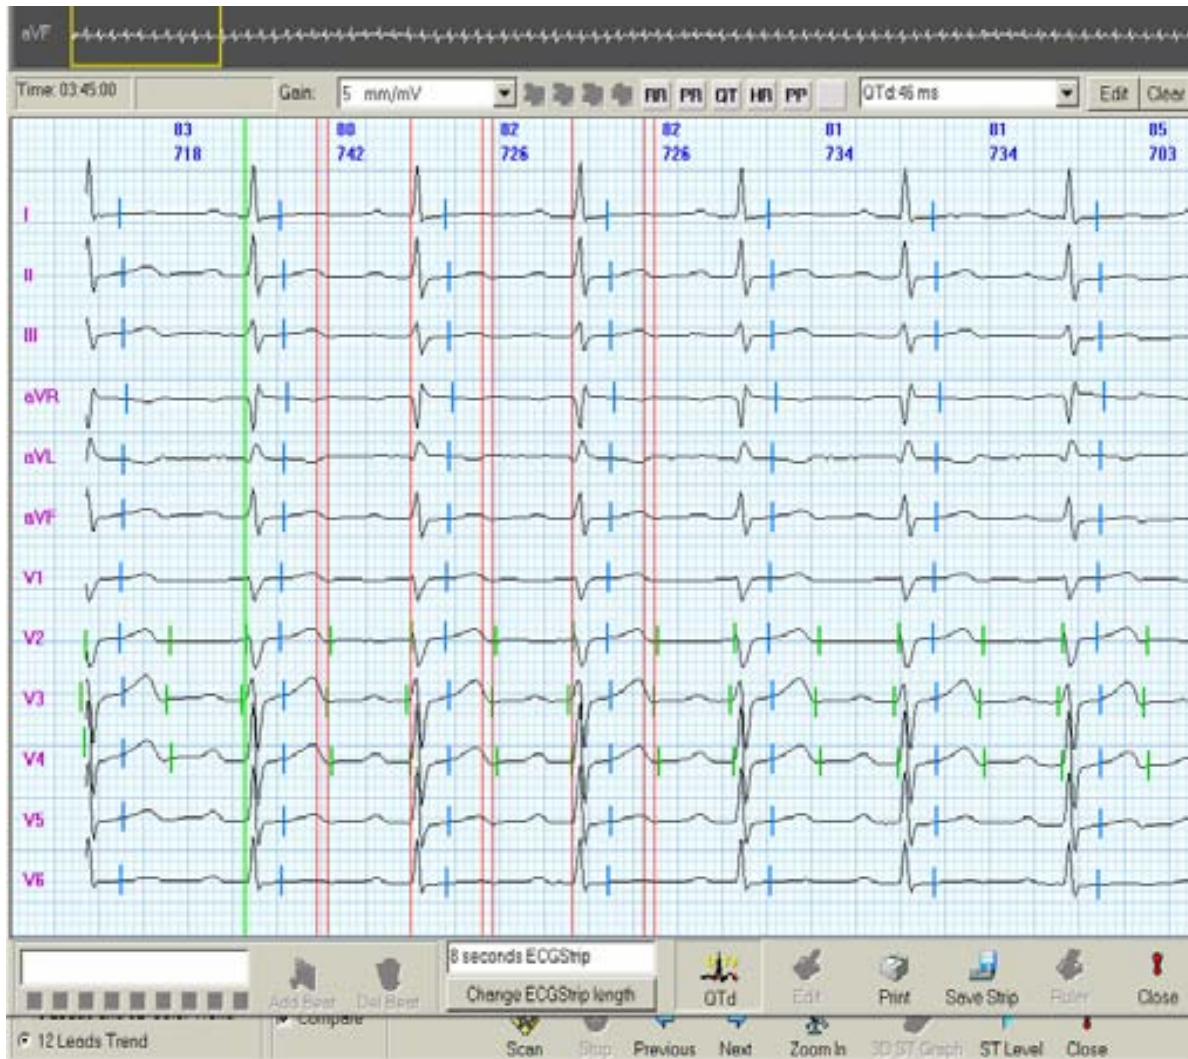 aVF
Time: 03:45:00 Gain: 5 mm/mV RR PR QT HR PP QTd:46 ms Edit Clear
83 80 82 82 81 81 85
718 742 726 726 734 734 703
I
II
III
aVR
aVL
aVF
V1
V2
V3
V4
V5
V6
8 seconds ECGStrip
Change ECGStrip length
Add Beat Del Beat QTd Edit Print Save Strip Ruler Close
Compare
12 Leads Trend
Scan Stop Previous Next Zoom In 3D ST Graph ST Level Close